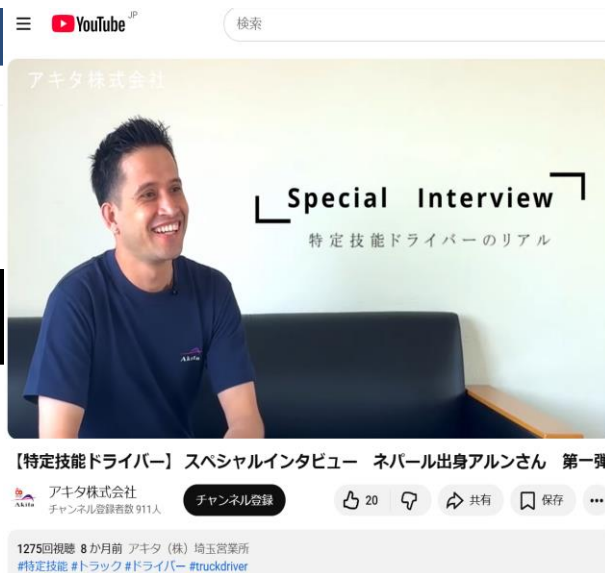 YouTube JP
検索
アキタ株式会社
Special Interview
特定技能ドライバーのリアル
Akita
【特定技能ドライバー】 スペシャルインタビュー ネパール出身アルンさん 第一弾
アキタ株式会社
チャンネル登録者数 911人
チャンネル登録
20
共有
保存
Akita
1275回視聴 8 か月前 アキタ（株）埼玉営業所
#特定技能 #トラック #ドライバー #truckdriver